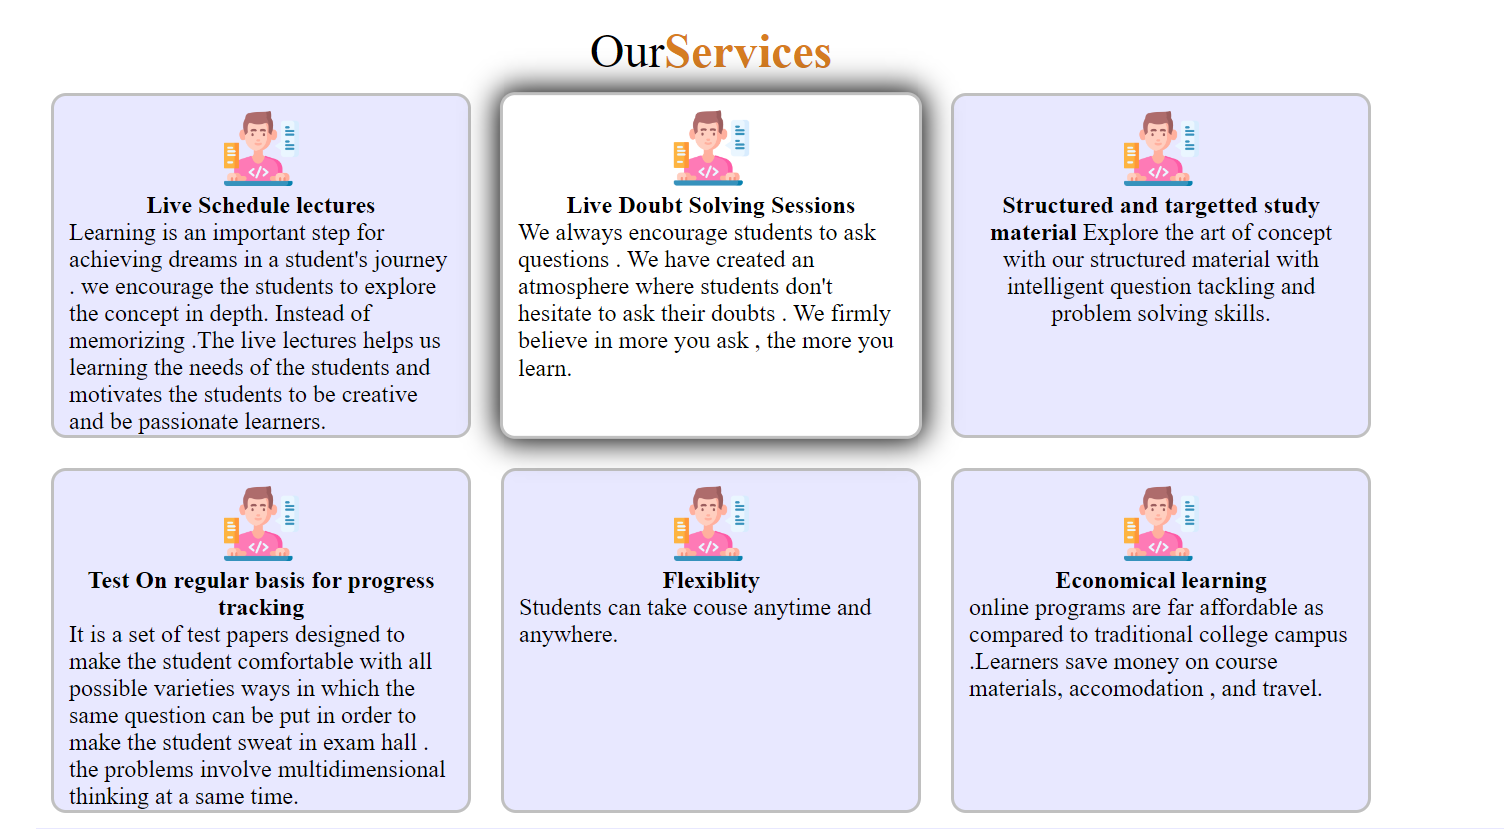 OurServices
Live Schedule lectures
Learning is an important step for
achieving dreams in a student's journey
. we encourage the students to explore
the concept in depth. Instead of
memorizing .The live lectures helps us
learning the needs of the students and
motivates the students to be creative
and be passionate learners.
Live Doubt Solving Sessions
We always encourage students to ask
questions . We have created an
atmosphere where students don't
hesitate to ask their doubts . We firmly
believe in more you ask , the more you
learn.
Structured and targetted study
material Explore the art of concept
with our structured material with
intelligent question tackling and
problem solving skills.
Test On regular basis for progress
tracking
It is a set of test papers designed to
make the student comfortable with all
possible varieties ways in which the
same question can be put in order to
make the student sweat in exam hall .
the problems involve multidimensional
thinking at a same time.
Flexiblity
Students can take couse anytime and
anywhere.
Economical learning
online programs are far affordable as
compared to traditional college campus
.Learners save money on course
materials, accomodation , and travel.